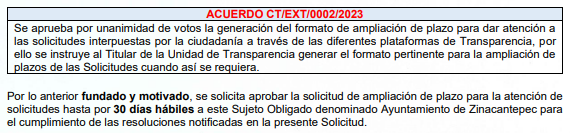 ACUERDO CT/EXT/0002/2023
Se aprueba por unanimidad de votos la generación del formato de ampliación de plazo para dar atención a
las solicitudes interpuestas por la ciudadanía a través de las diferentes plataformas de Transparencia, por
ello se instruye al Titular de la Unidad de Transparencia generar el formato pertinente para la ampliación de
plazos de las Solicitudes cuando así se requiera.
Por lo anterior fundado y motivado, se solicita aprobar la solicitud de ampliación de plazo para la atención de
solicitudes hasta por 30 días hábiles a este Sujeto Obligado denominado Ayuntamiento de Zinacantepec para
el cumplimiento de las resoluciones notificadas en la presente Solicitud.